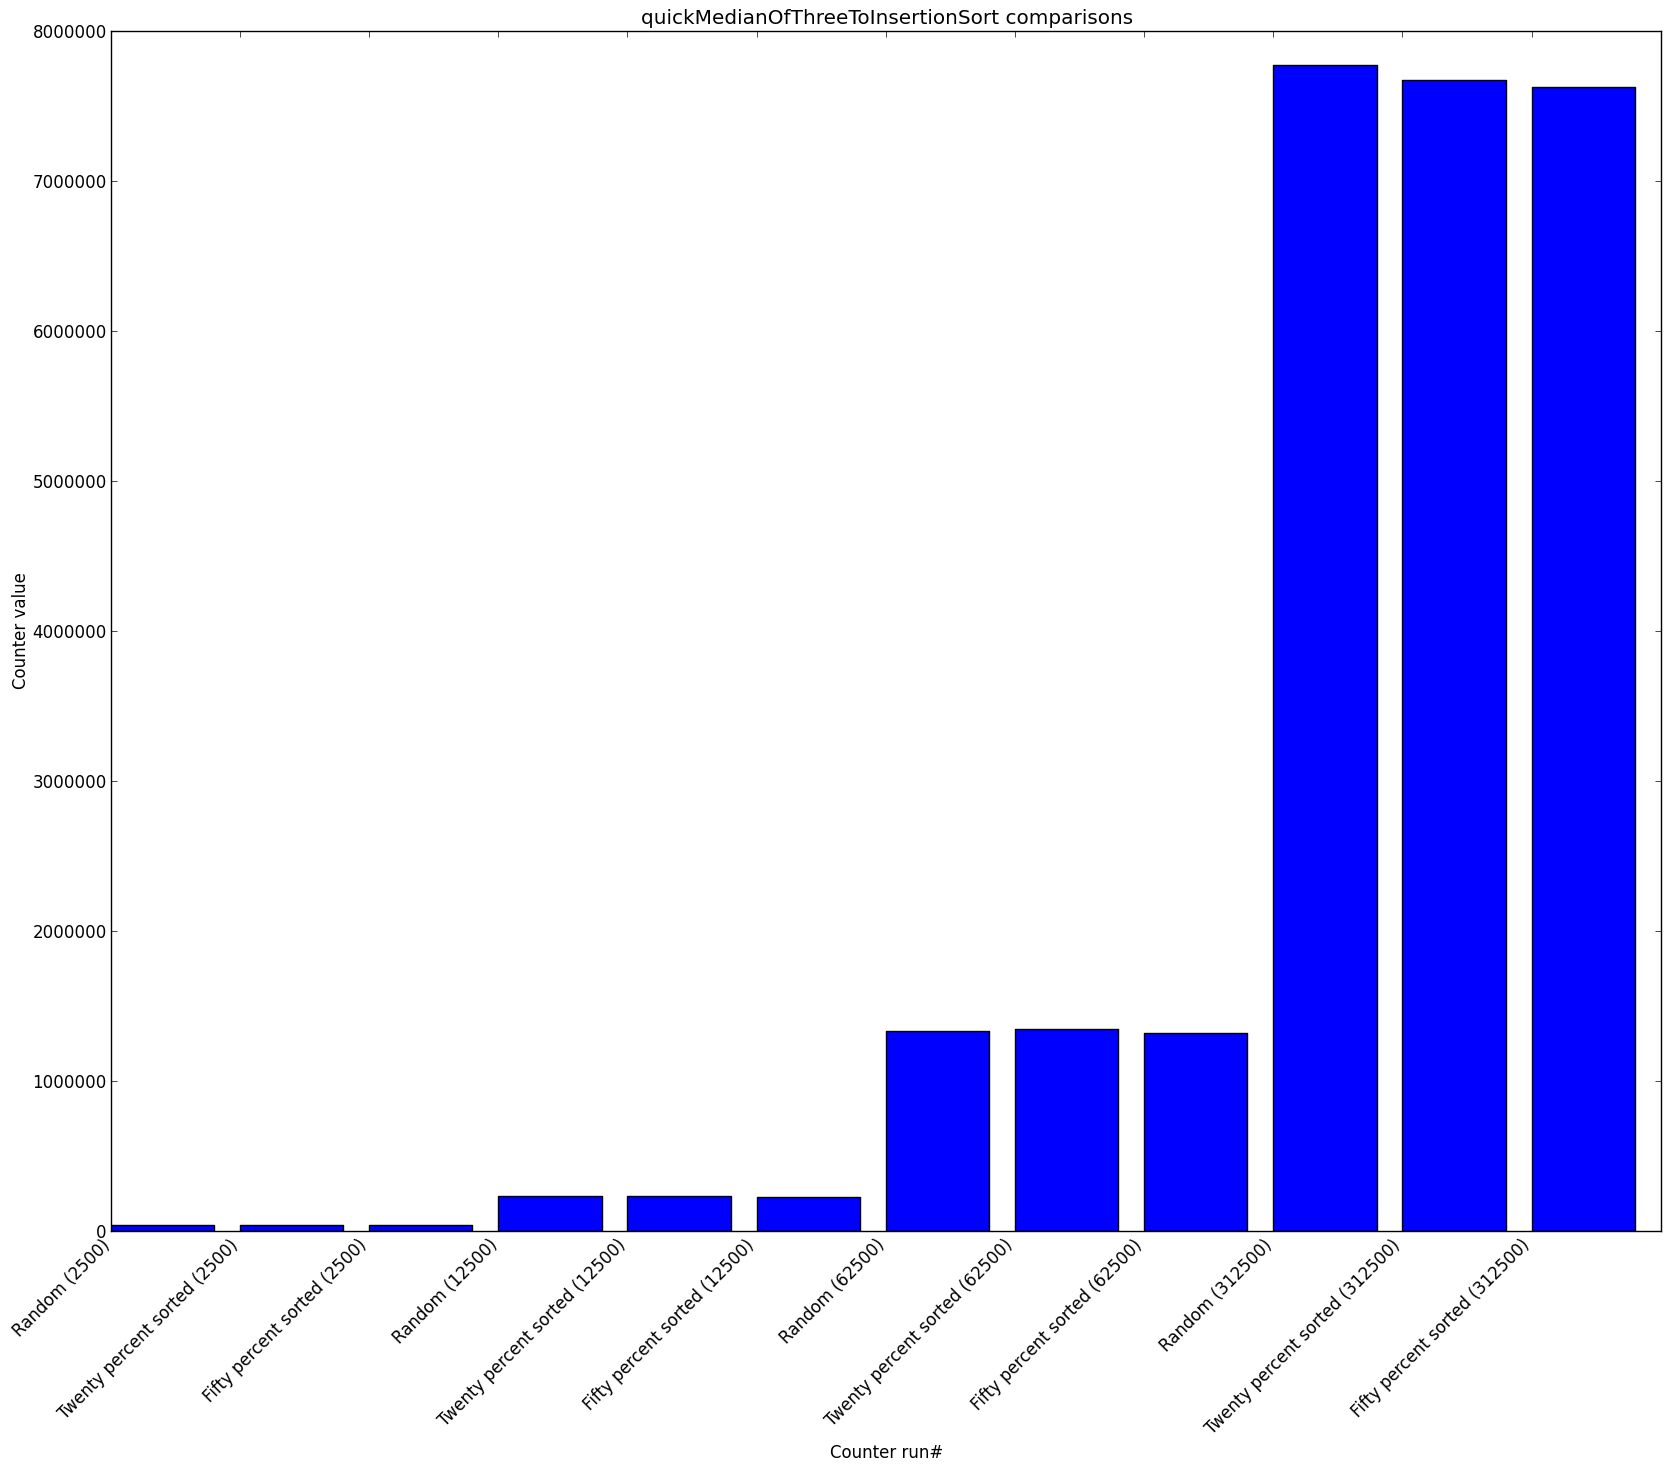 quickMedianOfThreeToInsertionSort comparisons
8000000
7000000
6000000
5000000
4000000
3000000
2000000
1000000
0
Counter value
Random (2500)
Twenty percent sorted (2500)
Fifty percent sorted (2500)
Random (12500)
Twenty percent sorted (12500)
Fifty percent sorted (12500)
Random (62500)
Twenty percent sorted (62500)
Fifty percent sorted (62500)
Random (312500)
Twenty percent sorted (312500)
Fifty percent sorted (312500)
Counter run#